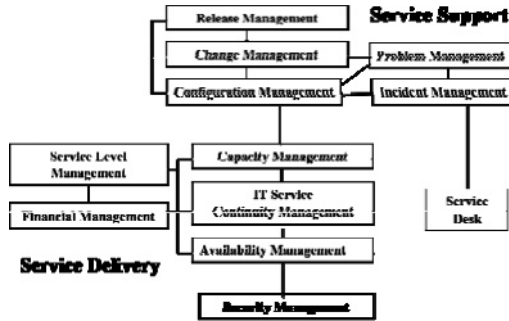 Release Management
Service Support
Change Management
Problem Management
Configuration Management
Incident Management
Service Level
Management
Capacity Management
IT Service
Continuity Management
Financial Management
Service
Desk
Availability Management
Service Delivery
Security Management